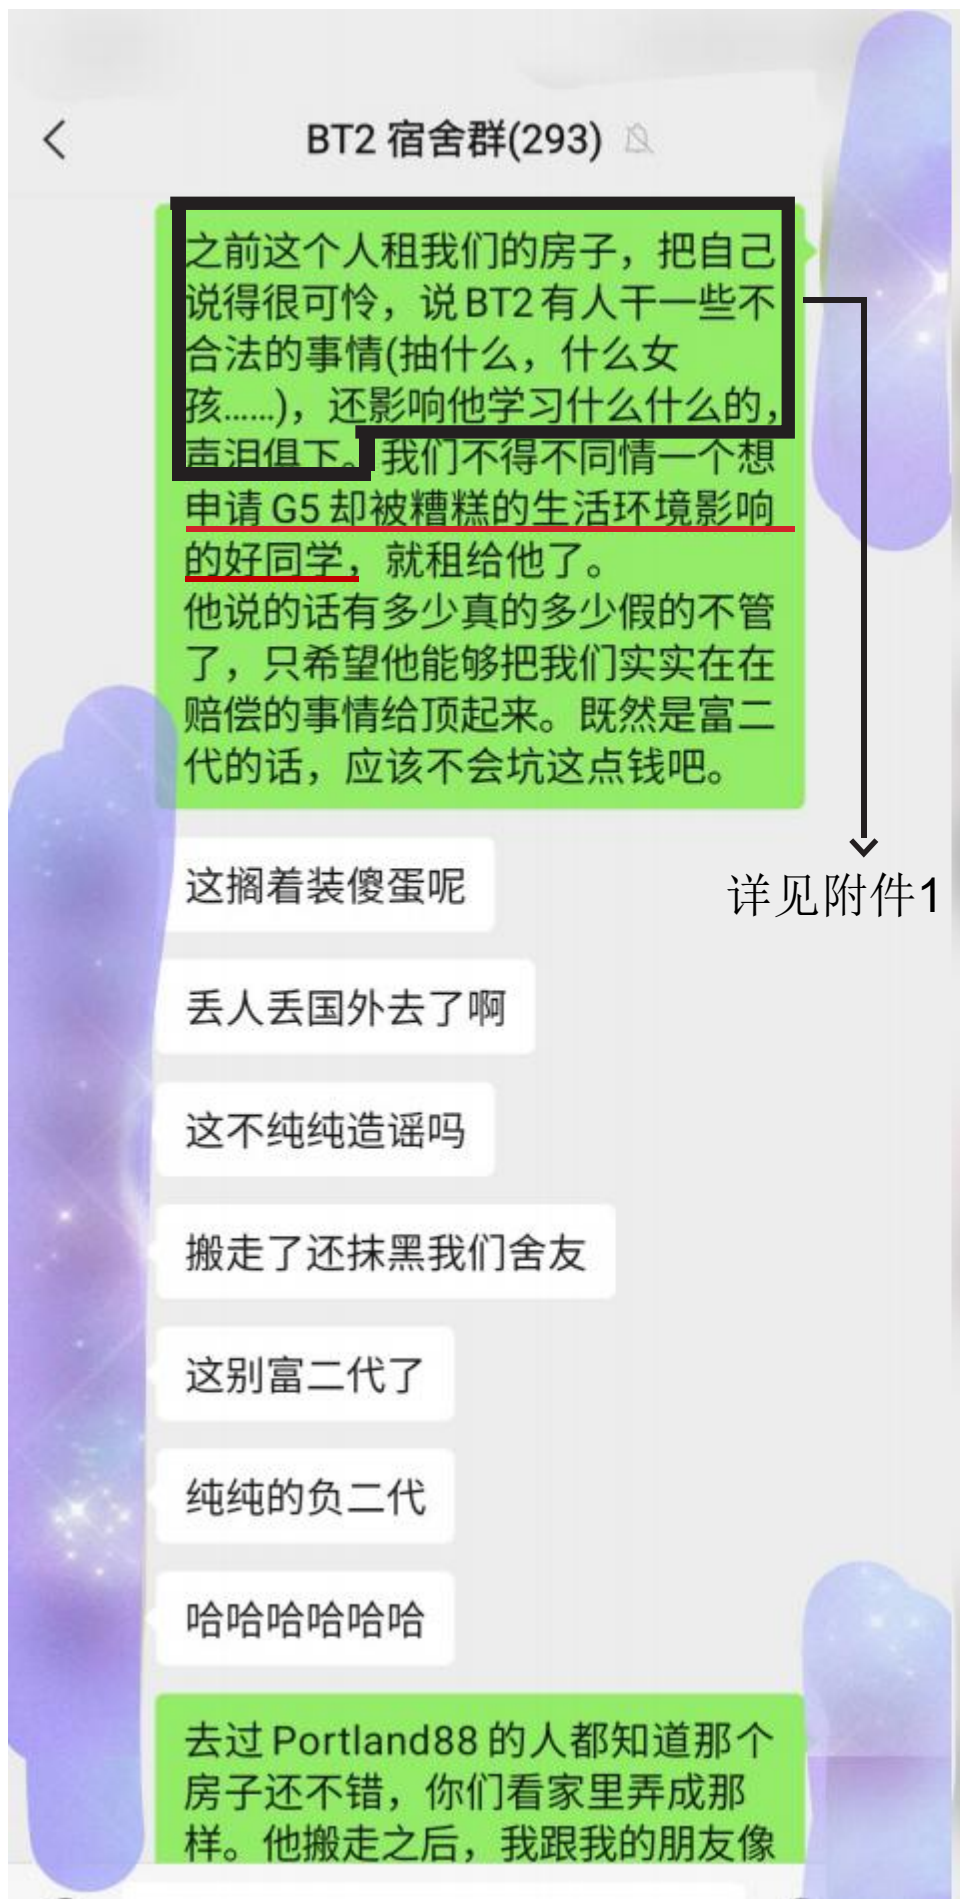 BT2 宿舍群(293)
之前这个人租我们的房子，把自己
说得很可怜，说BT2有人干一些不
合法的事情(抽什么，什么女
孩......)，还影响他学习什么什么的，
声泪俱下。我们不得不同情一个想
申请G5却被糟糕的生活环境影响
的好同学，就租给他了。
他说的话有多少真的多少假的不管
了，只希望他能够把我们实实在在
赔偿的事情给顶起来。既然是富二
代的话，应该不会坑这点钱吧。
这搁着装傻蛋呢
详见附件1
丢人丢国外去了啊
这不纯纯造谣吗
搬走了还抹黑我们舍友
这别富二代了
纯纯的负二代
哈哈哈哈哈哈
去过Portland88的人都知道那个
房子还不错，你们看家里弄成那
样。他搬走之后，我跟我的朋友像